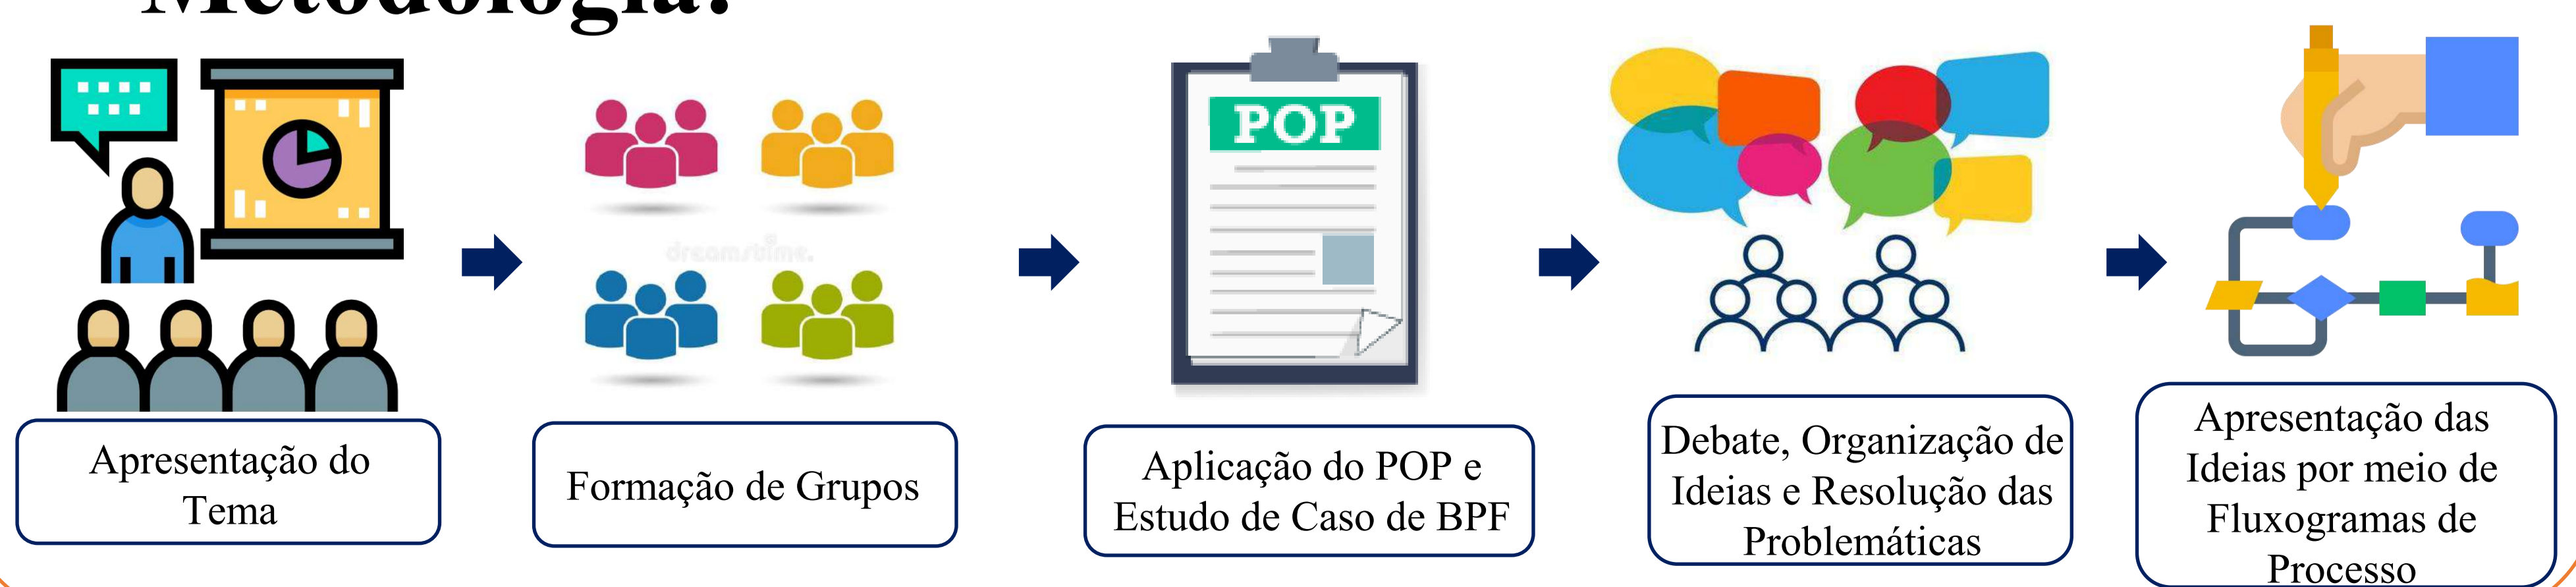 Metodologia:
POP
dreamstime.
Apresentação do
Tema
Formação de Grupos
Aplicação do POP e
Estudo de Caso de BPF
Debate, Organização de
Ideias e Resolução das
Problemáticas
Apresentação das
Ideias por meio de
Fluxogramas de
Processo